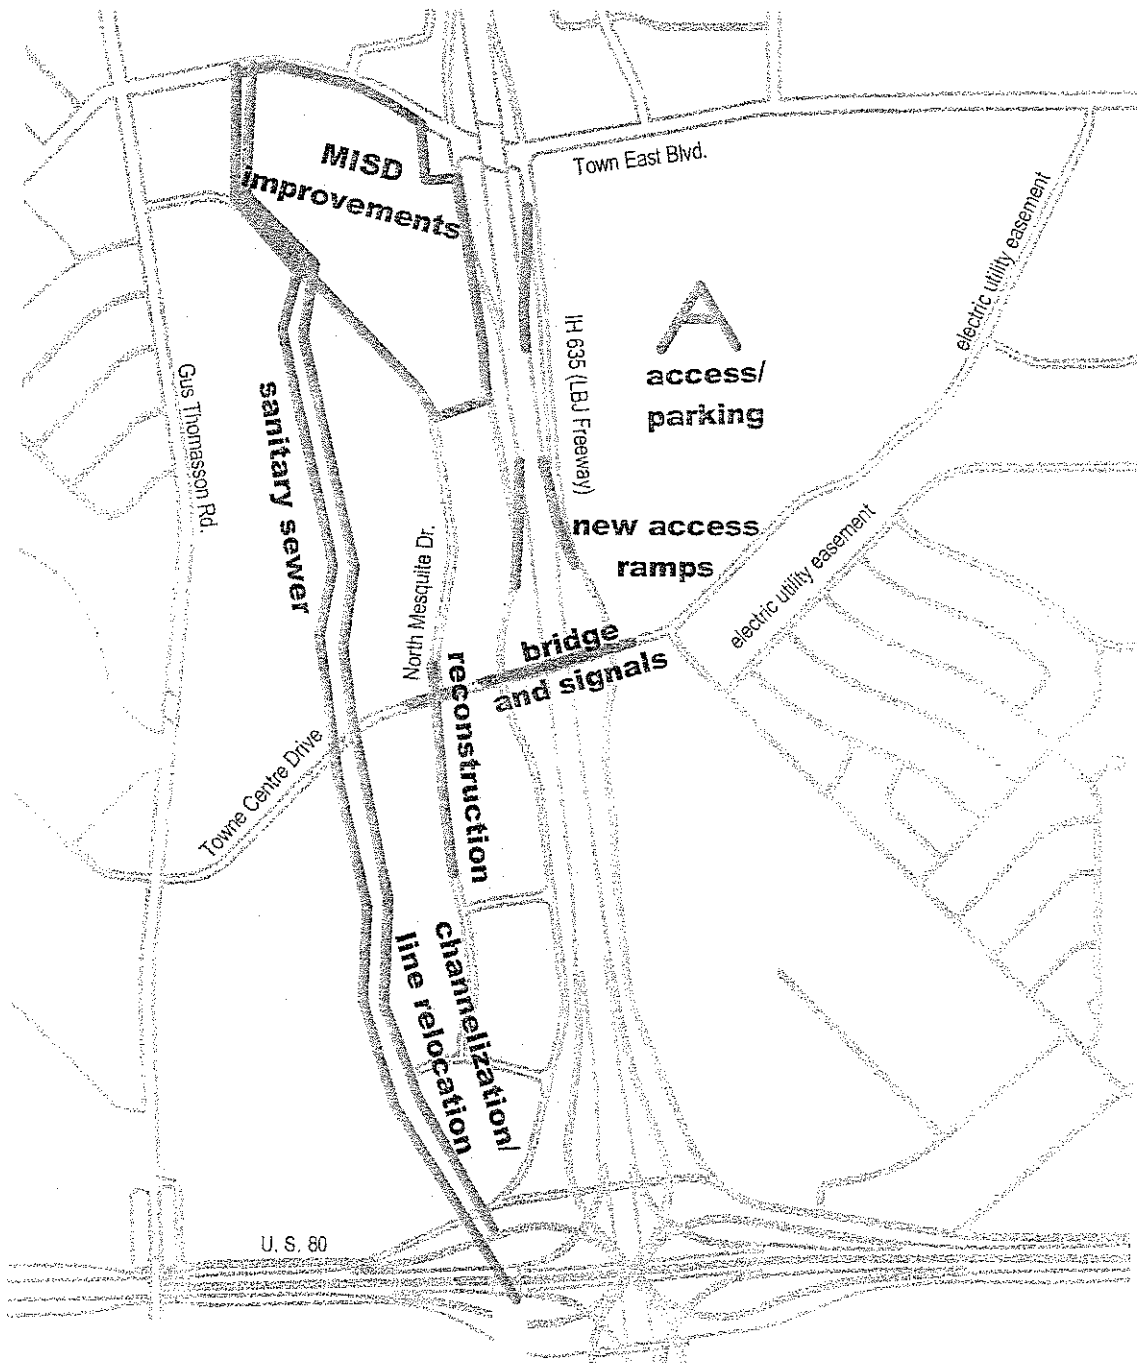 Town East Blvd.
MISD
improvements
electric utility easement
IH 635 (LBJ Freeway)
access/
parking
Gus Thomasson Rd.
sanitary sewer
new access
ramps
electric utility easement
North Mesquite Dr.
bridge
and signals
reconstruction
Towne Centre Drive
channelization/
line relocation
U. S. 80